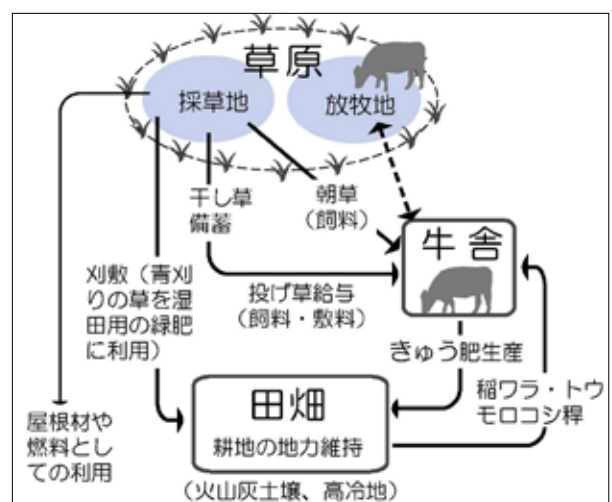 草原
採草地
放牧地
干し草
備蓄
朝草
（飼料）
牛舎
刈敷（青刈
りの草を湿
田用の緑肥
に利用）
投げ草給与
（飼料・敷料）
きゅう肥生産
稲ワラ・トウ
モロコシ稈
屋根材や
燃料とし
ての利用
田畑
耕地の地力維持
（火山灰土壌、高冷地）